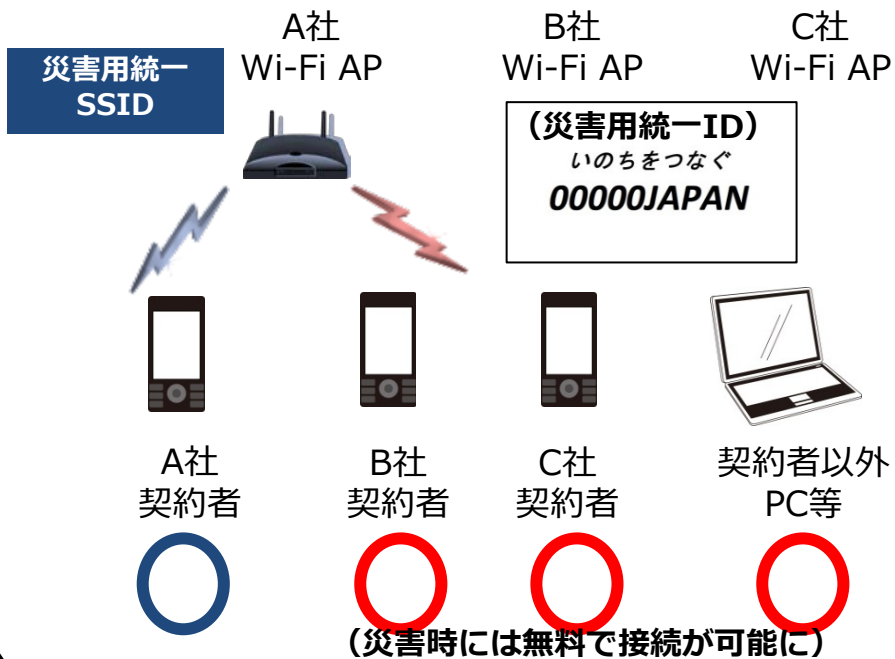 災害用統一
SSID
A社
Wi-Fi AP
B社
Wi-Fi AP
C社
Wi-Fi AP
（災害用統一ID）
いのちをつなぐ
00000JAPAN
A社
契約者
B社
契約者
C社
契約者
契約者以外
PC等
（災害時には無料で接続が可能に）